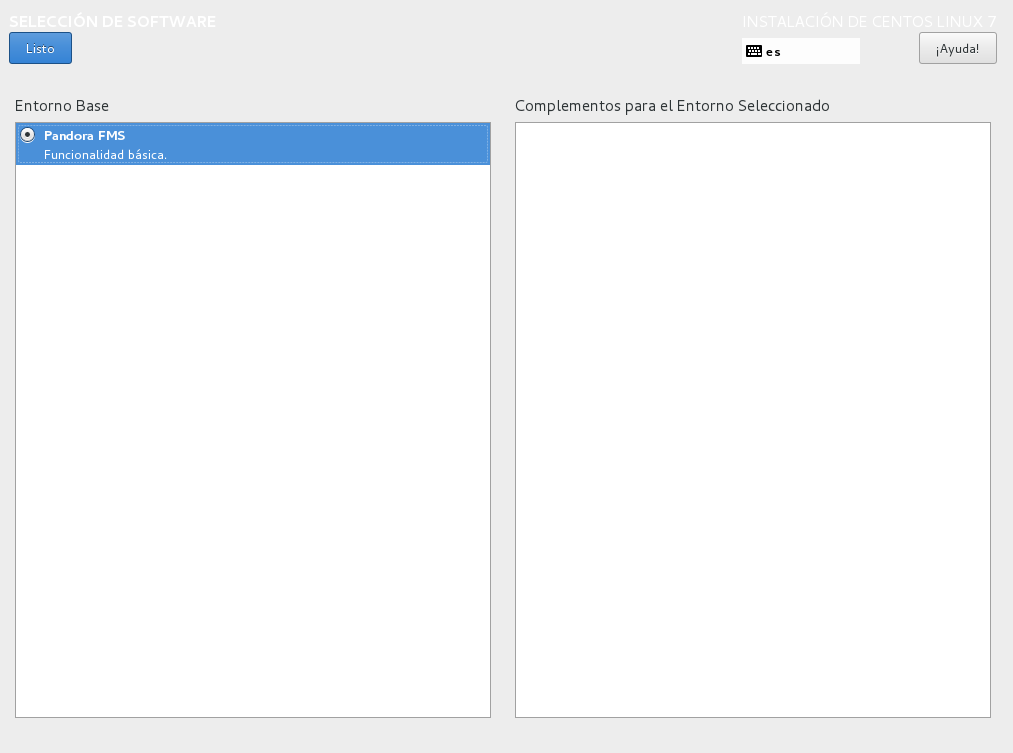 SELECCIÓN DE SOFTWARE
INSTALACIÓN DE CENTOS LINUX 7
Listo
es
¡Ayuda!
Entorno Base
Complementos para el Entorno Seleccionado
Pandora FMS
Funcionalidad básica.